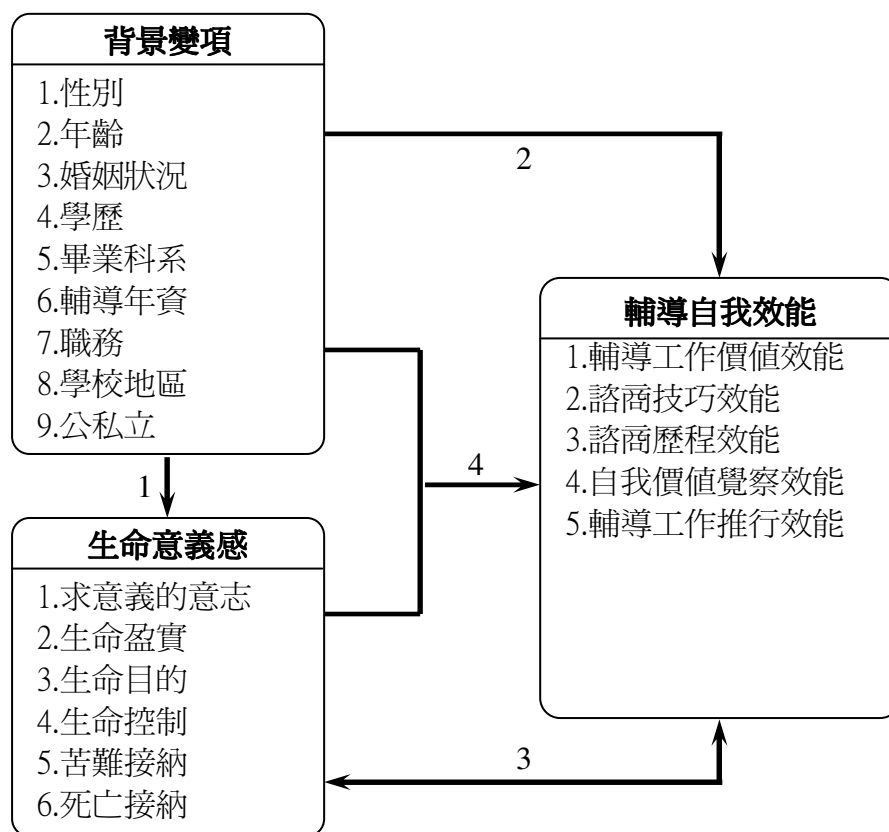 背景變項
1.性別
2.年齡
3.婚姻狀況
4.學歷
5.畢業科系
6.輔導年資
7.職務
8.學校地區
9.公私立
2
輔導自我效能
1.輔導工作價值效能
2.諮商技巧效能
3.諮商歷程效能
4.自我價值覺察效能
5.輔導工作推行效能
4
1
生命意義感
1.求意義的意志
2.生命盈實
3.生命目的
4.生命控制
5.苦難接納
6.死亡接納
3